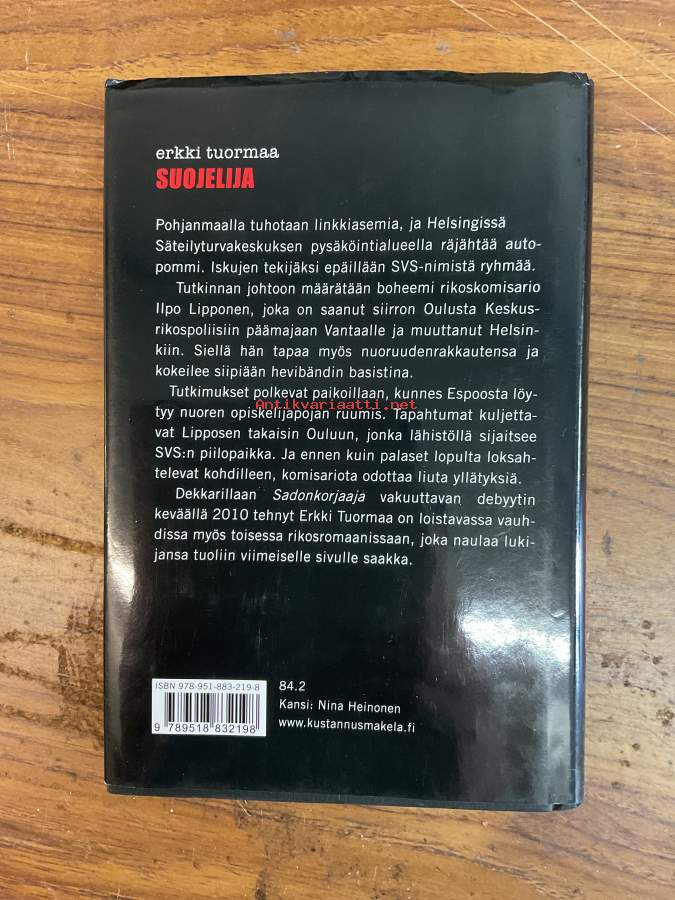 erkki tuormaa
SUOJELIJA
Pohjanmaalla tuhotaan linkkiasemia, ja Helsingissä
Säteilyturvakeskuksen pysäköintialueella räjähtää auto-
pommi. Iskujen tekijäksi epäillään SVS-nimistä ryhmää.
Tutkinnan johtoon määrätään boheemi rikoskomisario
Ilpo Lipponen, joka on saanut siirron Oulusta Keskus-
rikospoliisiin päämajaan Vantaalle ja muuttanut Helsin-
kiin. Siellä hän tapaa myös nuoruudenrakkautensa ja
kokeilee siipiään hevibändin basistina.
Tutkimukset polkevat paikoillaan, kunnes Espoosta löy-
Antikvariaatti.net
tyy nuoren opiskelijapojan ruumis. Tapahtumat kuljetta-
vat Lipposen takaisin Ouluun, jonka lähistöllä sijaitsee
SVS:n piilopaikka. Ja ennen kuin palaset lopulta loksah-
televat kohdilleen, komisariota odottaa liuta yllätyksiä.
Dekkarillaan Sadonkorjaaja vakuuttavan debyytin
keväällä 2010 tehnyt Erkki Tuormaa on loistavassa vauh-
dissa myös toisessa rikosromaanissaan, joka naulaa luki-
jansa tuoliin viimeiselle sivulle saakka.
ISBN 978-951-883-219-8
9 789518 832198
84.2
Kansi: Nina Heinonen
www.kustannusmakela.fi